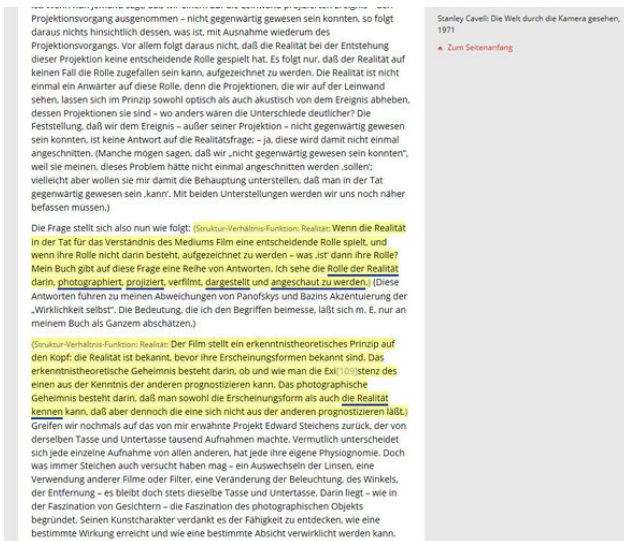 Projektionsvorgang ausgenommen – nicht gegenwärtig gewesen sein konnten, so folgt
daraus nichts hinsichtlich dessen, was ist, mit Ausnahme wiederum des
Projektionsvorgangs. Vor allem folgt daraus nicht, daß die Realität bei der Entstehung
dieser Projektion keine entscheidende Rolle gespielt hat. Es folgt nur, daß der Realität auf
keinen Fall die Rolle zugefallen sein kann, aufgezeichnet zu werden. Die Realität ist nicht
einmal ein Anwärter auf diese Rolle, denn die Projektionen, die wir auf der Leinwand
sehen, lassen sich im Prinzip sowohl optisch als auch akustisch von dem Ereignis abheben,
dessen Projektionen sie sind – wo anders wären die Unterschiede deutlicher? Die
Feststellung, daß wir dem Ereignis – außer seiner Projektion – nicht gegenwärtig gewesen
sein konnten, ist keine Antwort auf die Realitätsfrage; – ja, diese wird damit nicht einmal
angeschnitten. (Manche mögen sagen, daß wir „nicht gegenwärtig gewesen sein konnten“,
weil sie meinen, dieses Problem hätte nicht einmal angeschnitten werden ‚sollen‘;
vielleicht aber wollen sie mir damit die Behauptung unterstellen, daß man in der Tat
gegenwärtig gewesen sein ‚kann‘. Mit beiden Unterstellungen werden wir uns noch näher
befassen müssen.)
Die Frage stellt sich also nun wie folgt: (Struktur-Verhältnis-Funktion: Realität: Wenn die Realität
in der Tat für das Verständnis des Mediums Film eine entscheidende Rolle spielt, und
wenn ihre Rolle nicht darin besteht, aufgezeichnet zu werden – was ‚ist‘ dann ihre Rolle?
Mein Buch gibt auf diese Frage eine Reihe von Antworten. Ich sehe die Rolle der Realität
darin, photographiert, projiziert, verfilmt, dargestellt und angeschaut zu werden.) (Diese
Antworten führen zu meinen Abweichungen von Panofskys und Bazins Akzentuierung der
„Wirklichkeit selbst“. Die Bedeutung, die ich den Begriffen beimesse, läßt sich m. E. nur an
meinem Buch als Ganzem abschätzen.)
(Struktur-Verhältnis-Funktion: Realität: Der Film stellt ein erkenntnistheoretisches Prinzip auf
den Kopf: die Realität ist bekannt, bevor ihre Erscheinungsformen bekannt sind. Das
erkenntnistheoretische Geheimnis besteht darin, ob und wie man die Exi[109]stenz des
einen aus der Kenntnis der anderen prognostizieren kann. Das photographische
Geheimnis besteht darin, daß man sowohl die Erscheinungsform als auch die Realität
kennen kann, daß aber dennoch die eine sich nicht aus der anderen prognostizieren läßt.)
Greifen wir nochmals auf das von mir erwähnte Projekt Edward Steichens zurück, der von
derselben Tasse und Untertasse tausend Aufnahmen machte. Vermutlich unterscheidet
sich jede einzelne Aufnahme von allen anderen, hat jede ihre eigene Physiognomie. Doch
was immer Steichen auch versucht haben mag – ein Auswechseln der Linsen, eine
Verwendung anderer Filme oder Filter, eine Veränderung der Beleuchtung, des Winkels,
der Entfernung – es bleibt doch stets dieselbe Tasse und Untertasse. Darin liegt – wie in
der Faszination von Gesichtern – die Faszination des photographischen Objekts
begründet. Seinen Kunstcharakter verdankt es der Fähigkeit zu entdecken, wie eine
bestimmte Wirkung erreicht und wie eine bestimmte Absicht verwirklicht werden kann.
Stanley Cavell: Die Welt durch die Kamera gesehen,
1971
Zum Seitenanfang